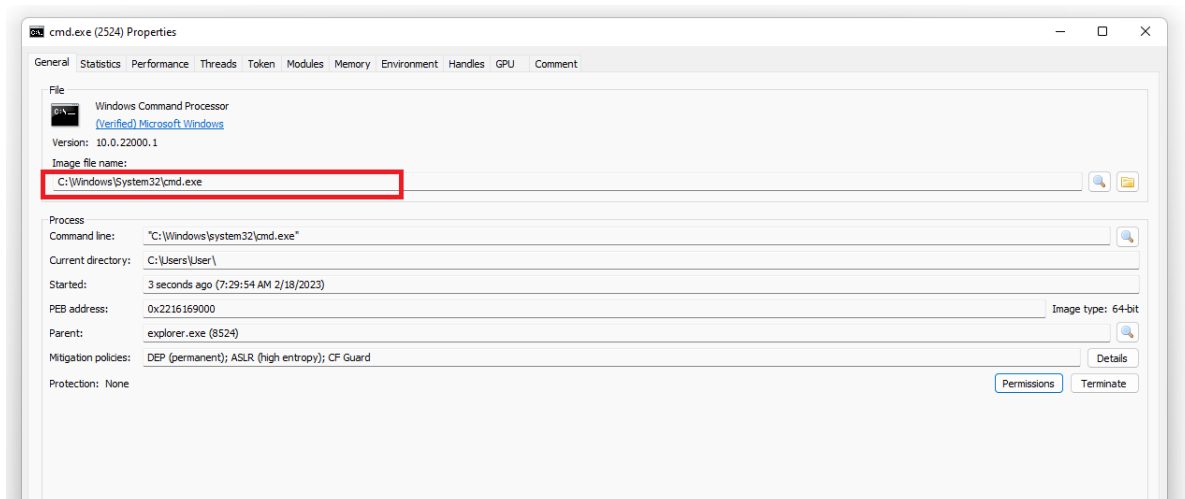 cmd.exe (2524) Properties
General Statistics Performance Threads Token Modules Memory Environment Handles GPU Comment
File
Windows Command Processor
(Verified) Microsoft Windows
Version: 10.0.22000.1
Image file name:
C:\Windows\System32\cmd.exe
Process
Command line: "C:\Windows\system32\cmd.exe"
Current directory: C:\Users\User\
Started: 3 seconds ago (7:29:54 AM 2/18/2023)
PEB address: 0x2216169000 Image type: 64-bit
Parent: explorer.exe (8524)
Mitigation policies: DEP (permanent); ASLR (high entropy); CF Guard Details
Protection: None Permissions Terminate